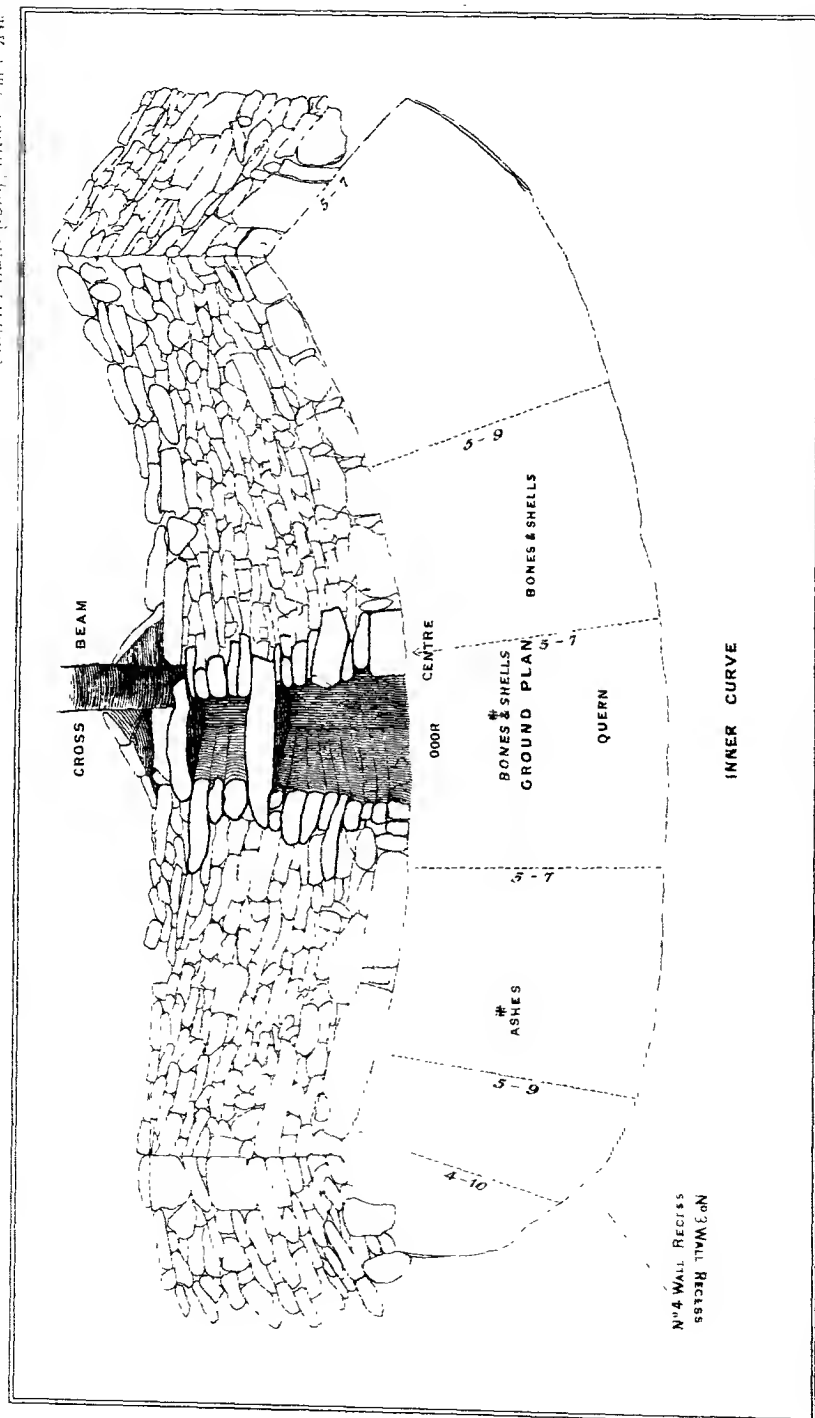 CROSS BEAM
DOOR CENTRE
5-7
5-9
BONES & SHELLS
5-7
BONES & SHELLS
GROUND PLAN
QUERN
5-7
ASHES
5-9
4-10
INNER CURVE
Nº 4 WALL RECESS
Nº 3 WALL RECESS